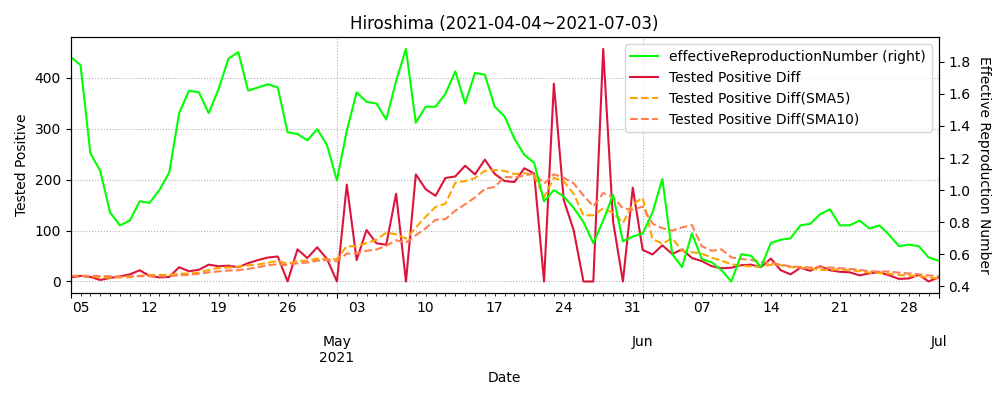 Hiroshima (2021-04-04~2021-07-03)
effectiveReproductionNumber (right)
Tested Positive Diff
Tested Positive Diff(SMA5)
Tested Positive Diff(SMA10)
Tested Positive
400
300
200
100
0
1.8
1.6
1.4
1.2
1.0
0.8
0.6
0.4
Effective Reproduction Number
05 12 19 26 03 10 17 24 31 07 14 21 28
May Jun Jul
2021
Date